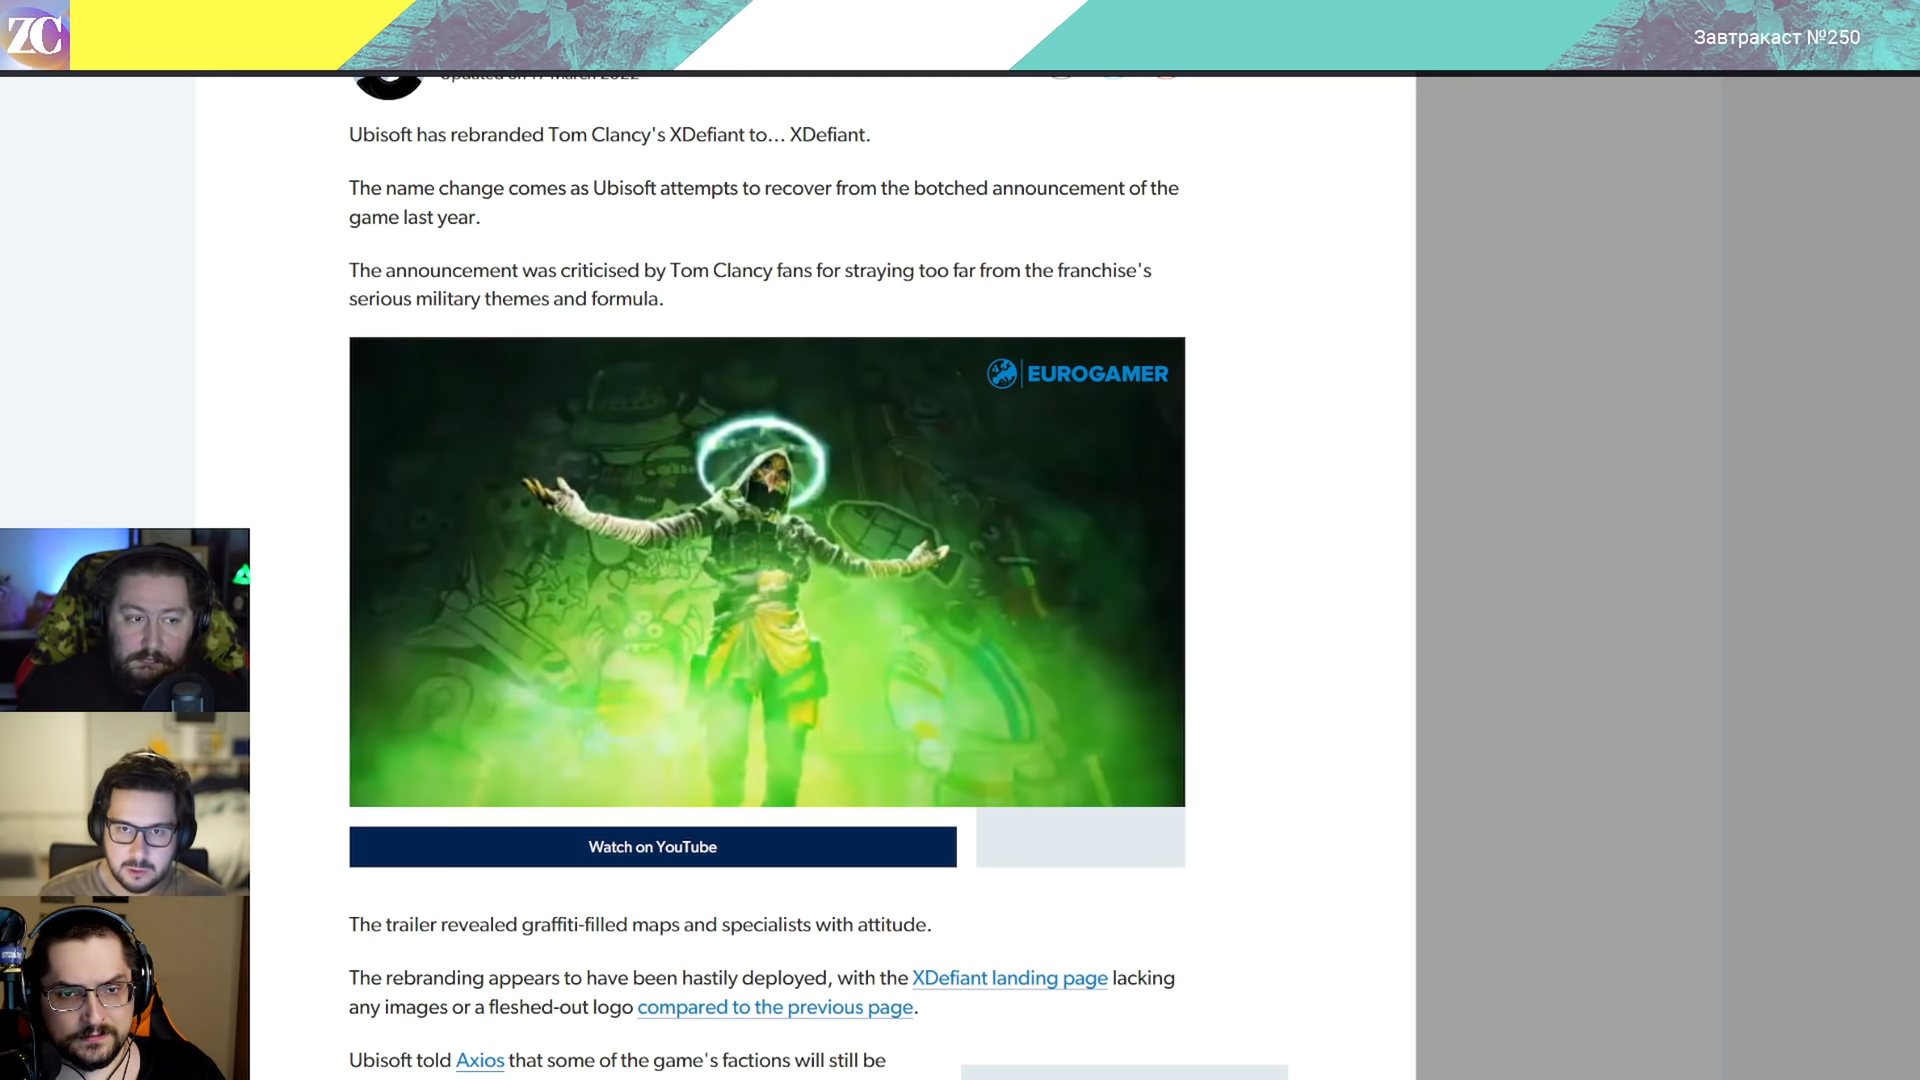 ZC
Завтракаст №250
Updated on 17 March 2022
Ubisoft has rebranded Tom Clancy's XDefiant to... XDefiant.
The name change comes as Ubisoft attempts to recover from the botched announcement of the
game last year.
The announcement was criticised by Tom Clancy fans for straying too far from the franchise's
serious military themes and formula.
EUROGAMER
Watch on YouTube
The trailer revealed graffiti-filled maps and specialists with attitude.
The rebranding appears to have been hastily deployed, with the XDefiant landing page lacking
any images or a fleshed-out logo compared to the previous page.
Ubisoft told Axios that some of the game's factions will still be